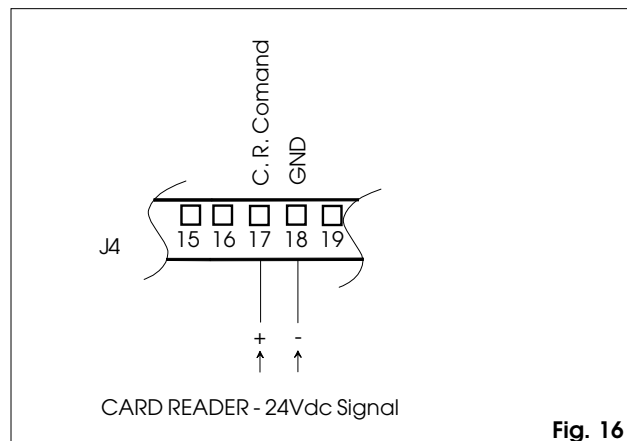 C. R. Comand
GND
15 16 17 18 19
J4
+ -
CARD READER - 24Vdc Signal
Fig. 16